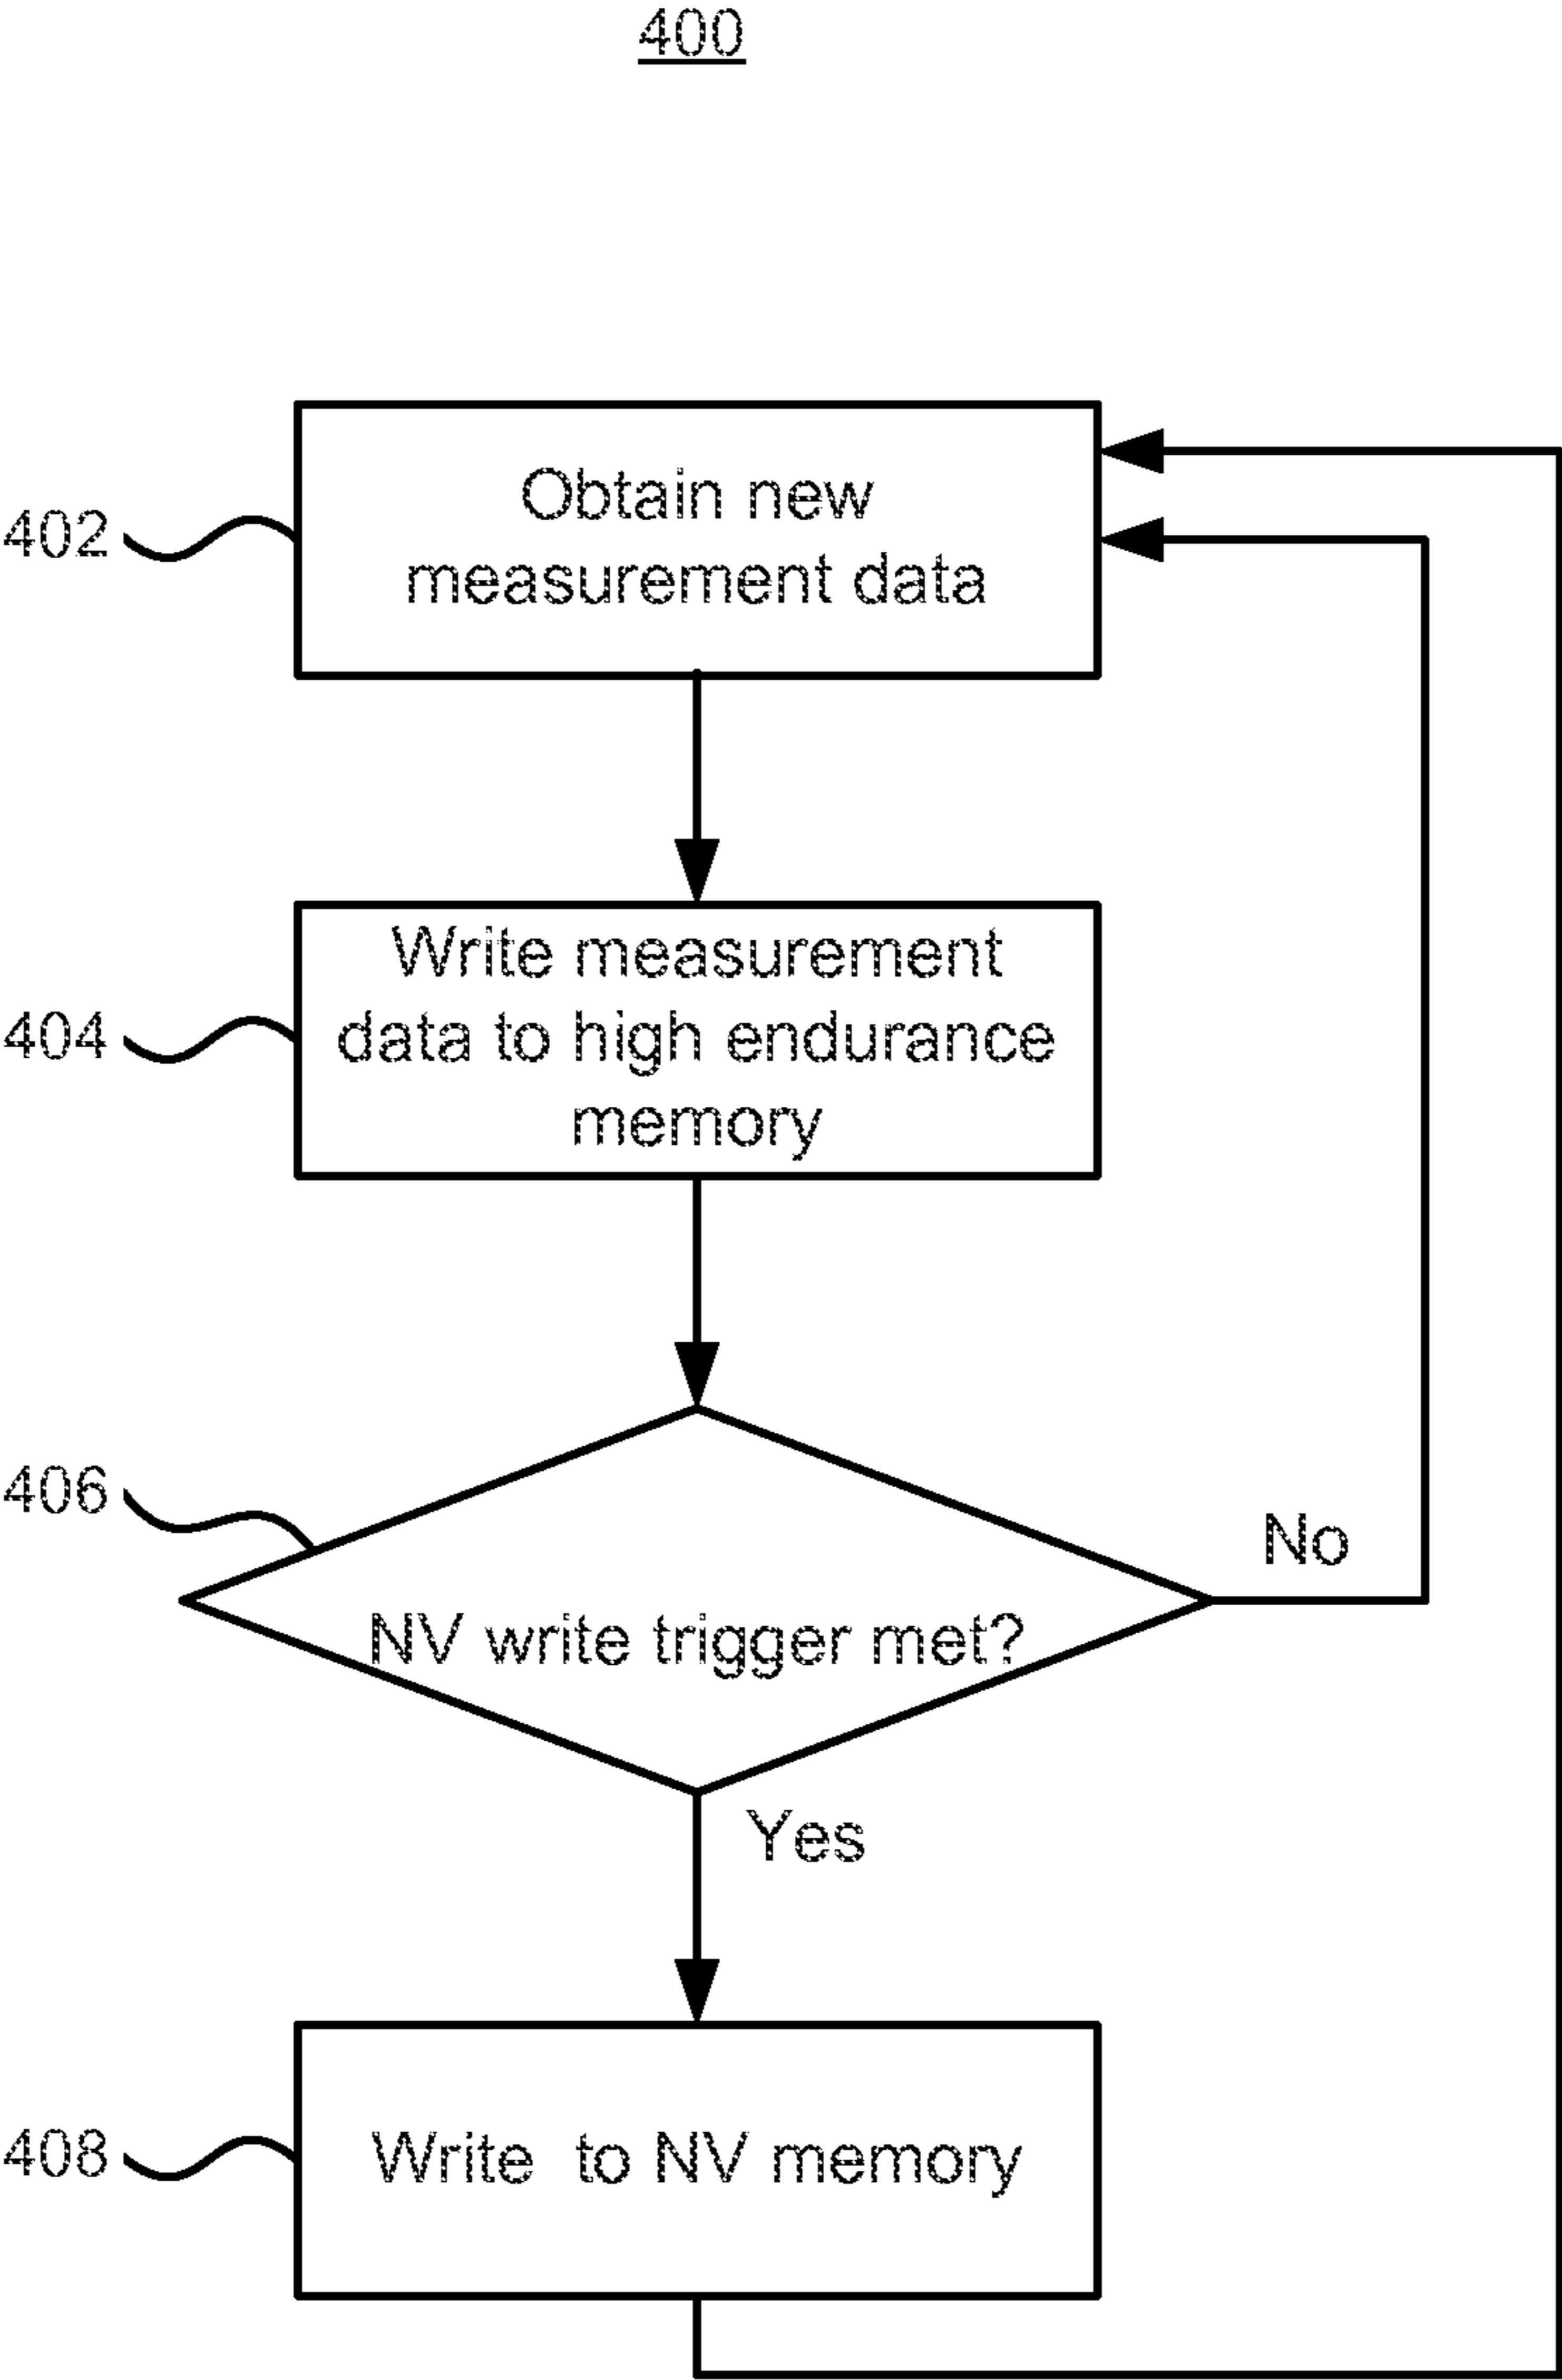 400
402
Obtain new
measurement data
404
Write measurement
data to high endurance
memory
406
NV write trigger met?
No
Yes
408
Write to NV memory